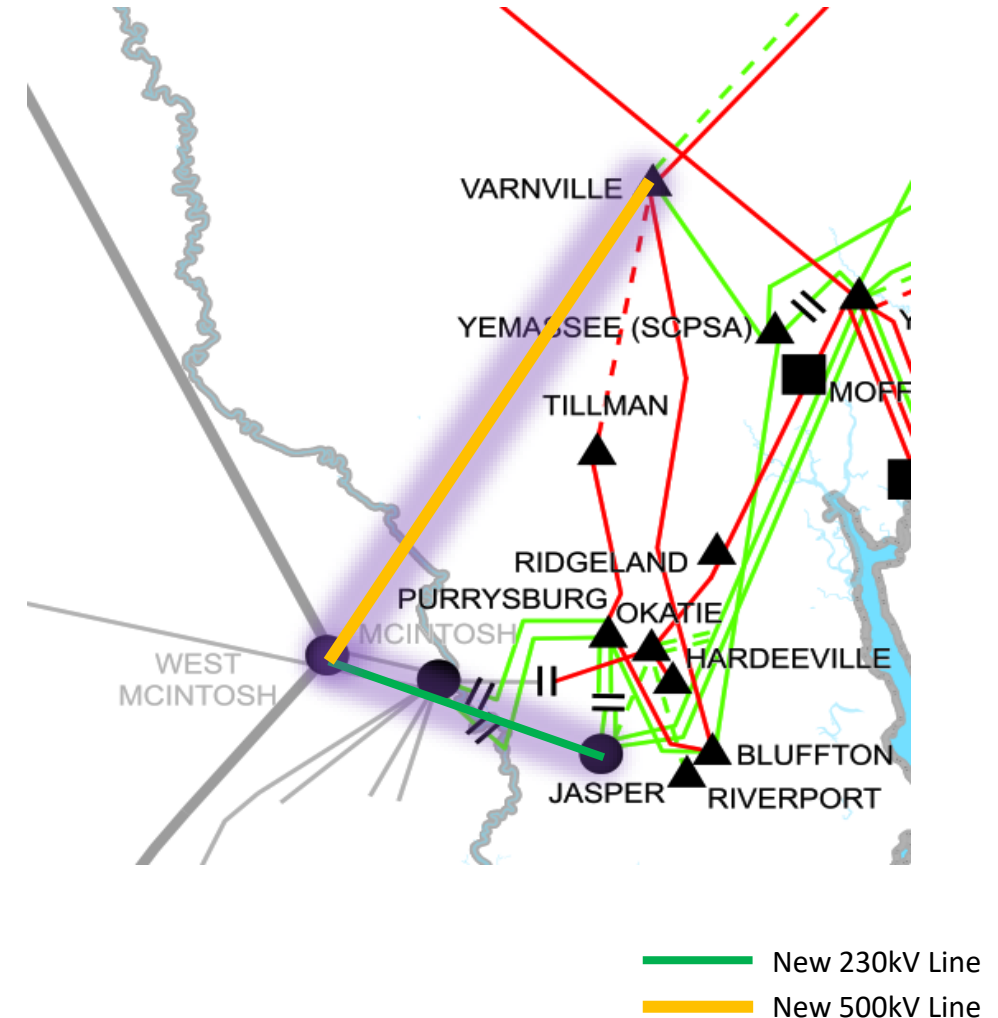 VARNVILLE
YEMASSEE (SCPSA)
Y
MOFF
TILLMAN
RIDGELAND
PURRYSBURG
OKATIE
MCINTOSH
HARDEEVILLE
WEST
MCINTOSH
BLUFFTON
JASPER
RIVERPORT
New 230kV Line
New 500kV Line